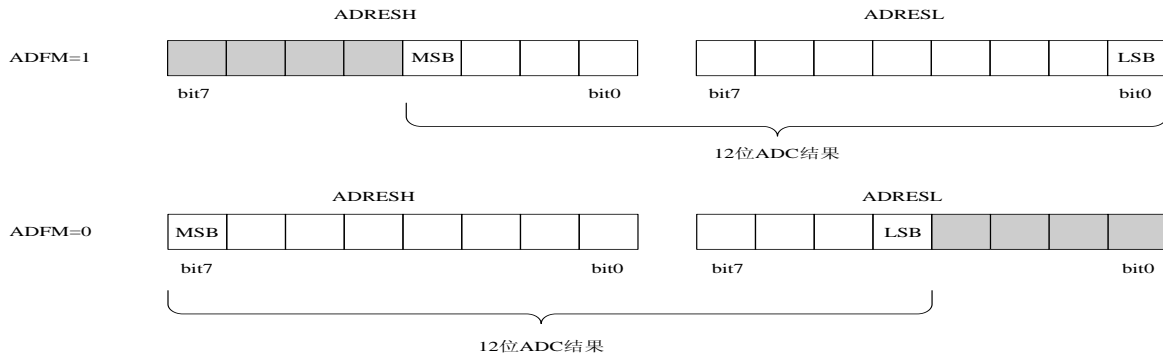 ADRESH ADRESL
ADFM=1 MSB LSB
bit7 bit0 bit7 bit0
12位ADC结果
ADRESH ADRESL
ADFM=0 MSB LSB
bit7 bit0 bit7 bit0
12位ADC结果